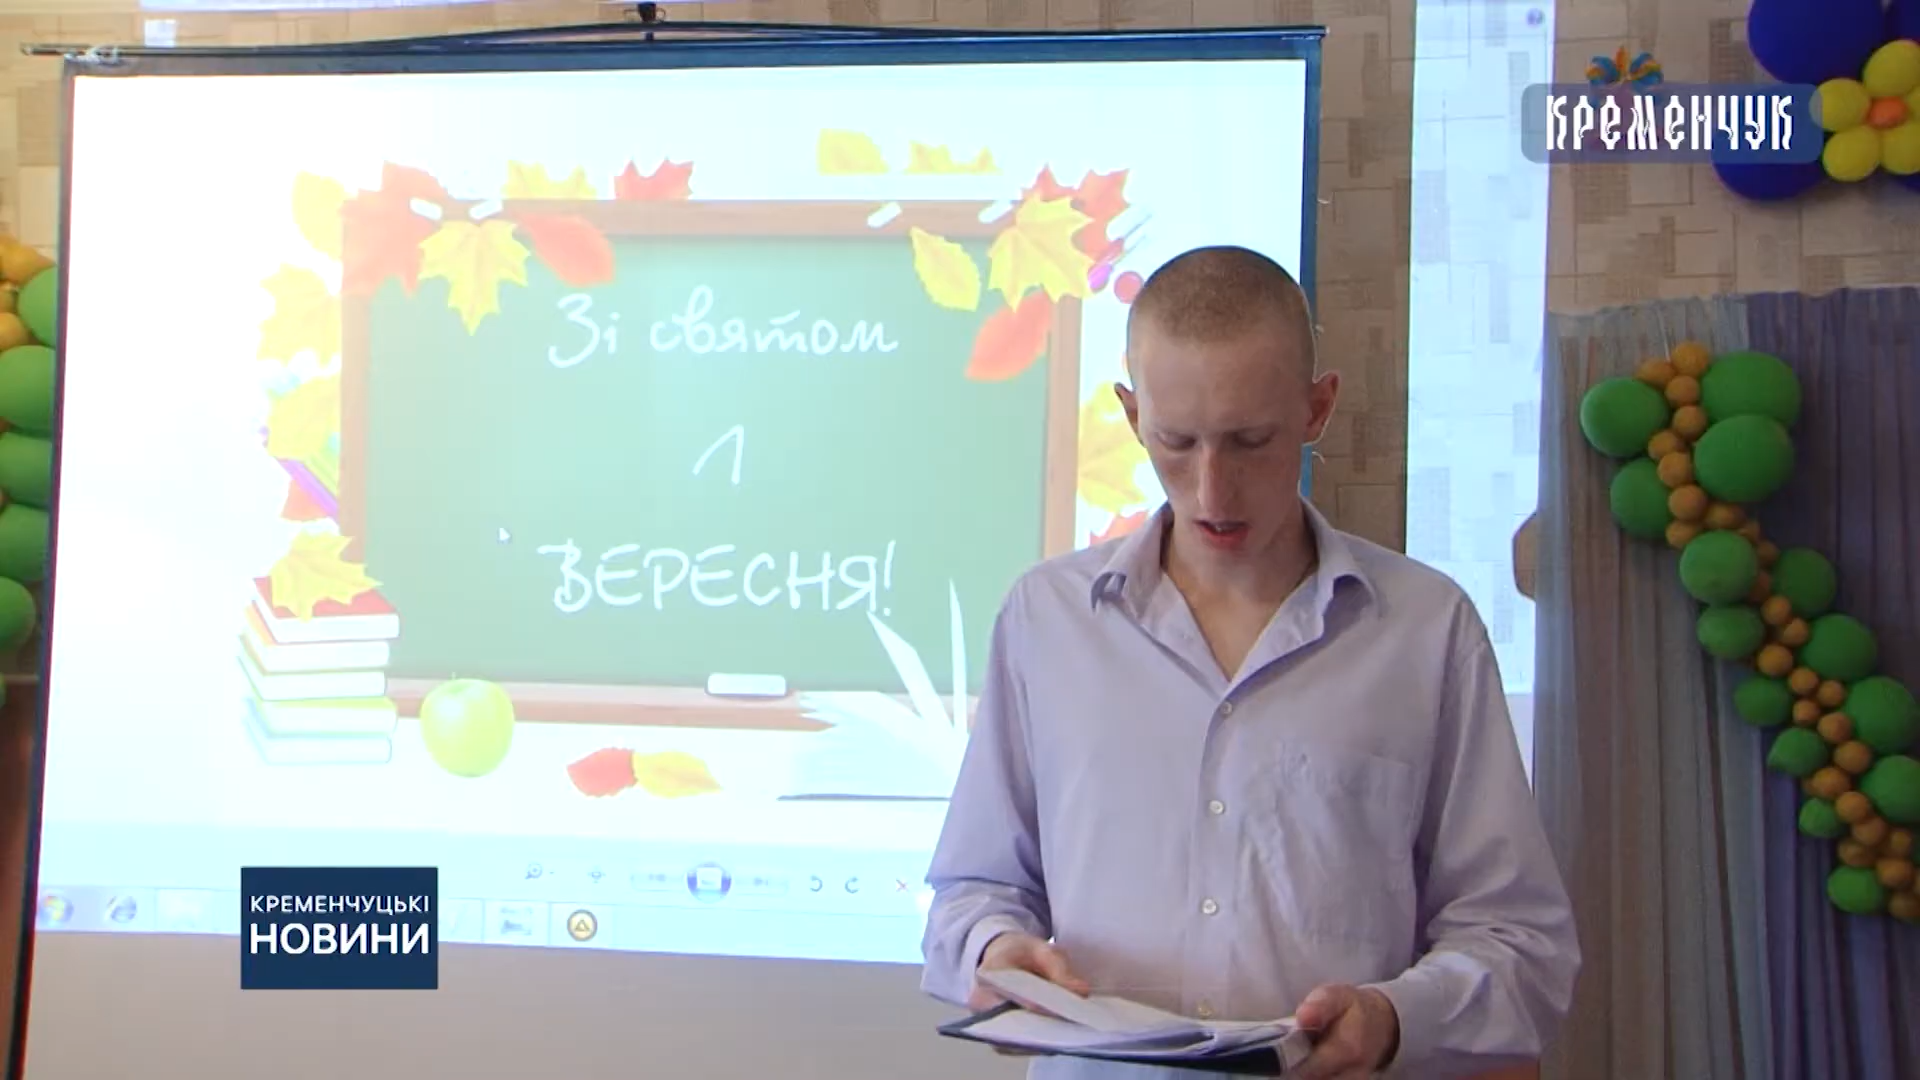 КРЕМЕНЧУК
Зі святом
1
ВЕРЕСНЯ!
КРЕМЕНЧУЦЬКІ
НОВИНИ